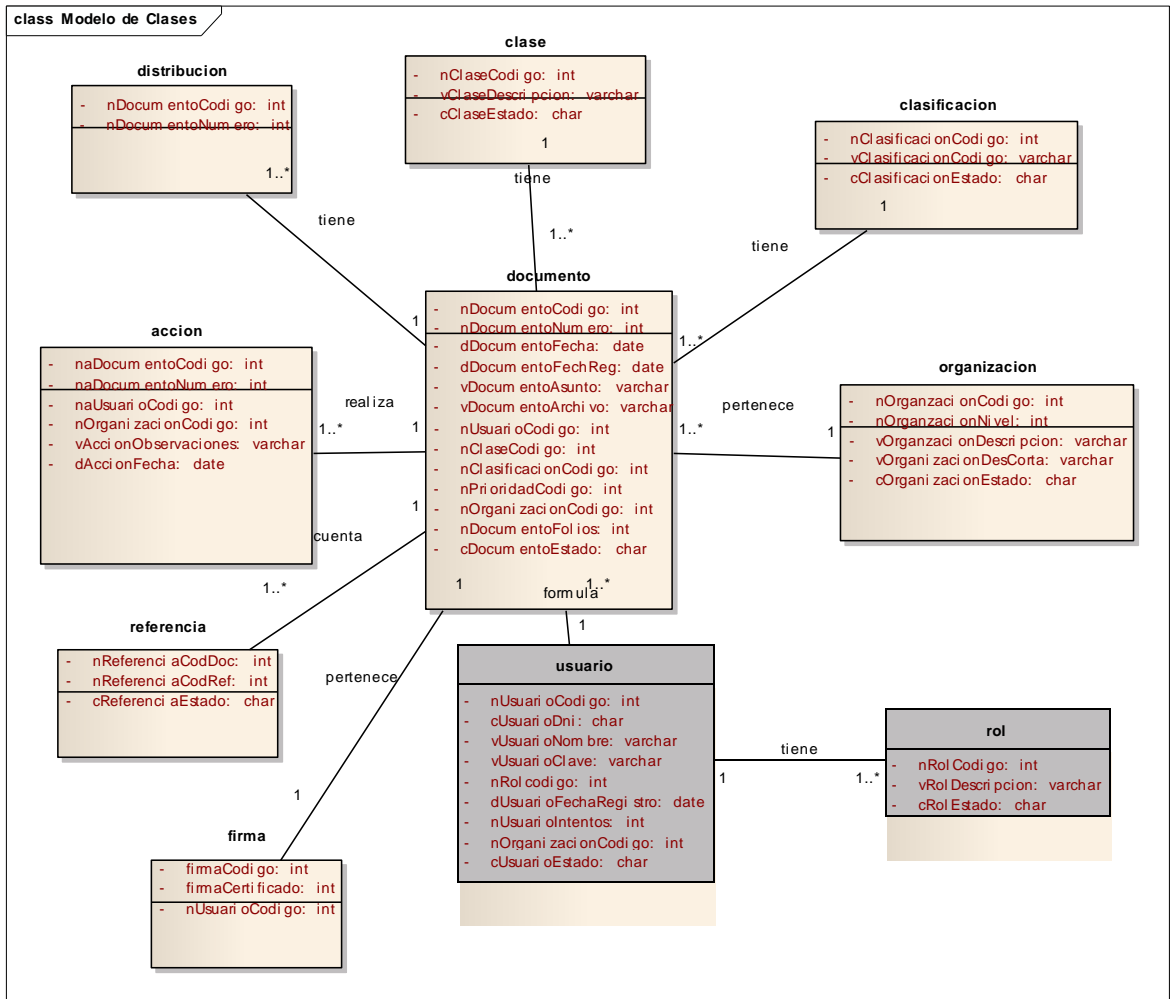 class Modelo de Clases
clase
- nClaseCodigo: int
- vClaseDescripcion: varchar
- cClaseEstado: char
1
tiene
1..*
distribucion
- nDocumentoCodigo: int
- nDocumentoNumero: int
1..*
tiene
1
clasificacion
- nClasificacionCodigo: int
- vClasificacionCodigo: varchar
- cClasificacionEstado: char
1
tiene
1..*
documento
- nDocumentoCodigo: int
- nDocumentoNumero: int
- dDocumentoFecha: date
- dDocumentoFechReg: date
- vDocumentoAsunto: varchar
- vDocumentoArchivo: varchar
- nUsuarioCodigo: int
- nClaseCodigo: int
- nClasificacionCodigo: int
- nPrioridadCodigo: int
- nOrganizacionCodigo: int
- nDocumentoFolios: int
- cDocumentoEstado: char
accion
- naDocumentoCodigo: int
- naDocumentoNumero: int
- naUsuarioCodigo: int
- nOrganizacionCodigo: int
- vAccionObservaciones: varchar
- dAccionFecha: date
realiza
1..*
1
organizacion
- nOrganzacionCodigo: int
- nOrganzacionNivel: int
- vOrganzacionDescripcion: varchar
- vOrganizacionDesCorta: varchar
- cOrganizacionEstado: char
pertenece
1..*
1
1
cuenta
1..*
referencia
- nReferenciaCodDoc: int
- nReferenciaCodRef: int
- cReferenciaEstado: char
1
pertenece
1
1..*
formula
1
usuario
- nUsuarioCodigo: int
- cUsuarioDni: char
- vUsuarioNombre: varchar
- vUsuarioClave: varchar
- nRolcodigo: int
- dUsuarioFechaRegistro: date
- nUsuarioIntentos: int
- nOrganizacionCodigo: int
- cUsuarioEstado: char
tiene
1
1..*
rol
- nRolCodigo: int
- vRolDescripcion: varchar
- cRolEstado: char
firma
- firmaCodigo: int
- firmaCertificado: int
- nUsuarioCodigo: int